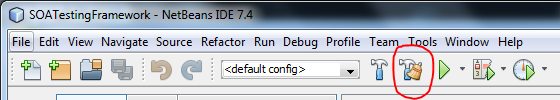 SOATestingFramework - NetBeans IDE 7.4
File Edit View Navigate Source Refactor Run Debug Profile Team Tools Window Help
<default config>